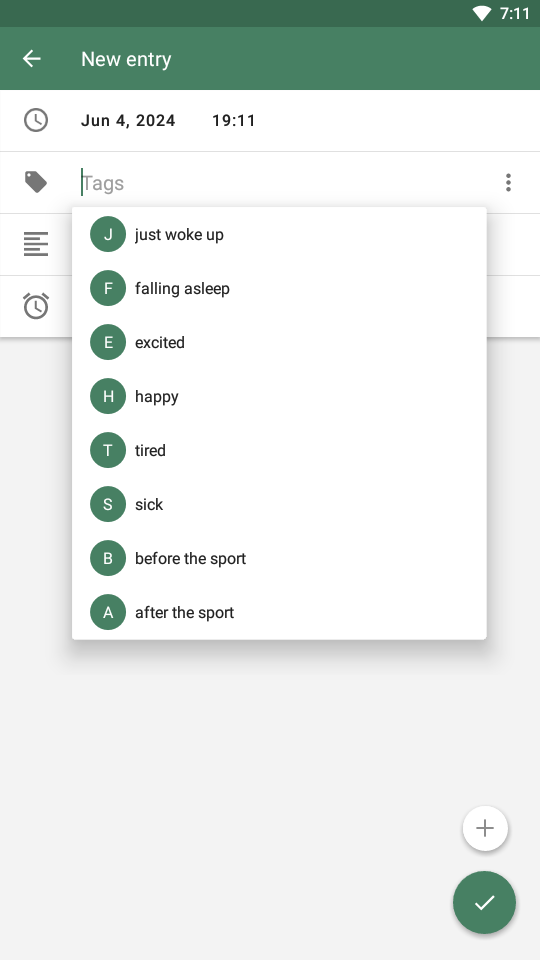 7:11
New entry
Jun 4, 2024 19:11
Tags
J just woke up
F falling asleep
E excited
H happy
T tired
S sick
B before the sport
A after the sport